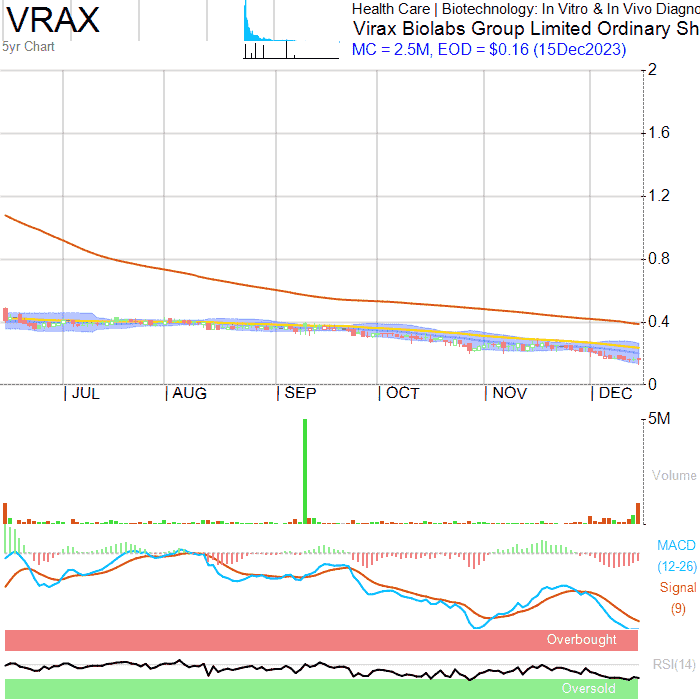 VRAX
5yr Chart
Health Care | Biotechnology: In Vitro & In Vivo Diagno
Virax Biolabs Group Limited Ordinary Sh
MC = 2.5M, EOD = $0.16 (15Dec2023)
2
1.6
1.2
0.8
0.4
0
JUL AUG SEP OCT NOV DEC
5M
Volume
MACD
(12-26)
Signal
(9)
Overbought
RSI(14)
Oversold